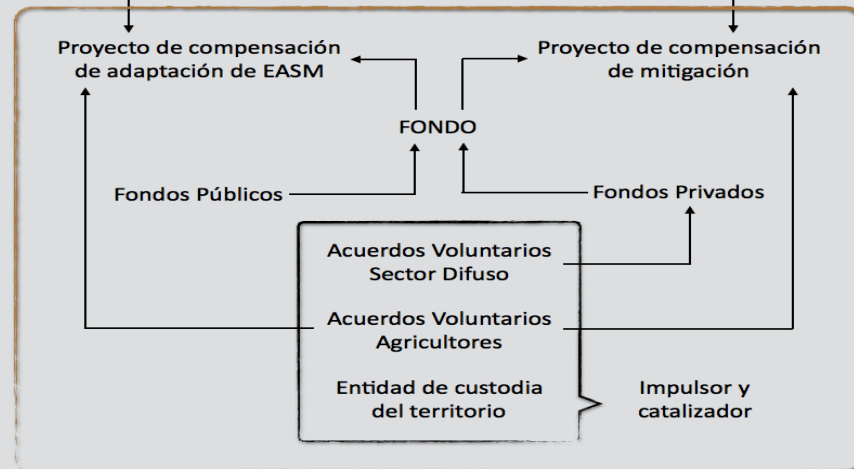 Proyecto de compensación
de adaptación de EASM
Proyecto de compensación
de mitigación
FONDO
Fondos Públicos
Fondos Privados
Acuerdos Voluntarios
Sector Difuso
Acuerdos Voluntarios
Agricultores
Entidad de custodia
del territorio
Impulsor y
catalizador